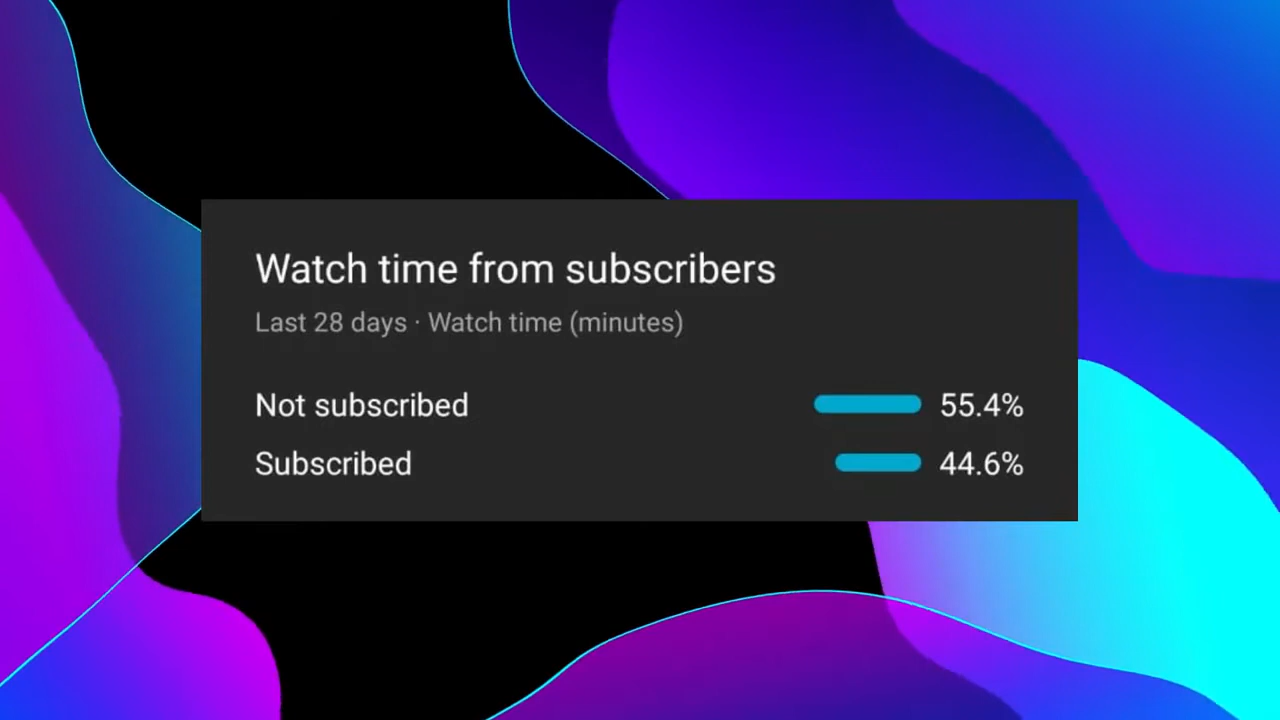 Watch time from subscribers
Last 28 days · Watch time (minutes)
Not subscribed 55.4%
Subscribed 44.6%